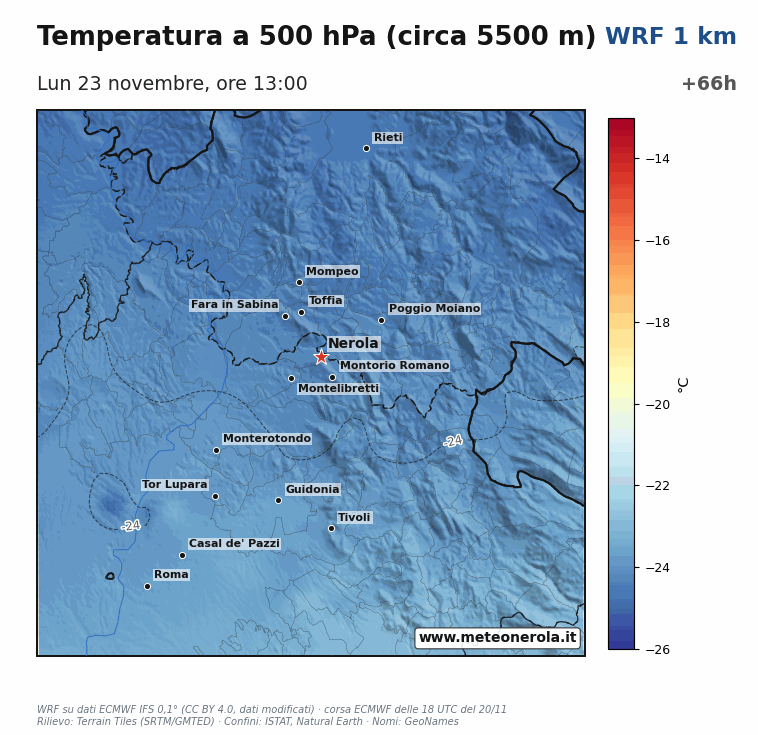 Temperatura a 500 hPa (circa 5500 m) WRF 1 km
Lun 23 novembre, ore 13:00 +66h
Rieti
Mompeo
Fara in Sabina Toffia
Poggio Moiano
Nerola
Montorio Romano
Montelibretti
Monterotondo
-24
Tor Lupara
Guidonia
-24
Tivoli
Casal de' Pazzi
Roma
www.meteonerola.it
−14
−16
−18
−20
−22
−24
−26
°C
WRF su dati ECMWF IFS 0,1° (CC BY 4.0, dati modificati) · corsa ECMWF delle 18 UTC del 20/11
Rilievo: Terrain Tiles (SRTM/GMTED) · Confini: ISTAT, Natural Earth · Nomi: GeoNames